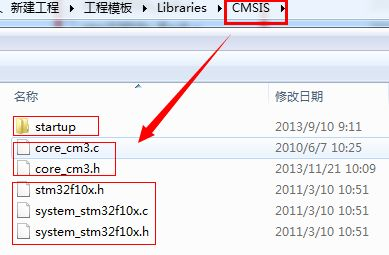 新建工程 ▸ 工程模板 ▸ Libraries ▸ CMSIS ▸
名称 修改日期
startup 2013/9/10 9:11
core_cm3.c 2010/6/7 10:25
core_cm3.h 2013/11/21 10:09
stm32f10x.h 2011/3/10 10:51
system_stm32f10x.c 2011/3/10 10:51
system_stm32f10x.h 2011/3/10 10:51